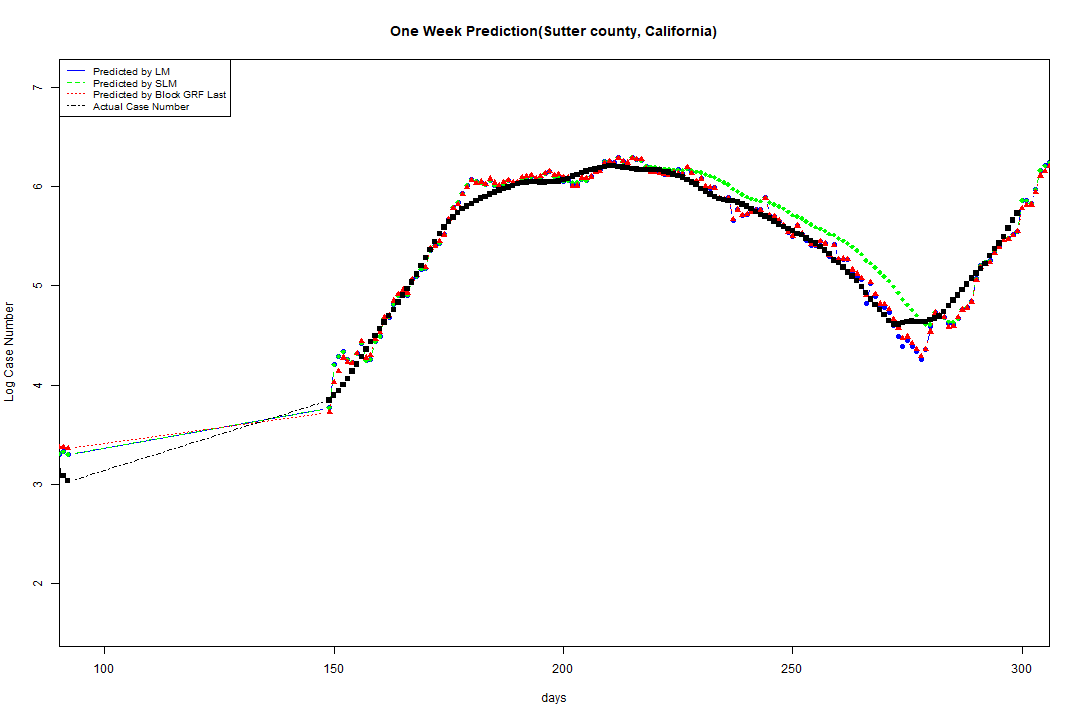 One Week Prediction(Sutter county, California)
Predicted by LM
Predicted by SLM
Predicted by Block GRF Last
Actual Case Number
Log Case Number
7
6
5
4
3
2
100
150
200
250
300
days